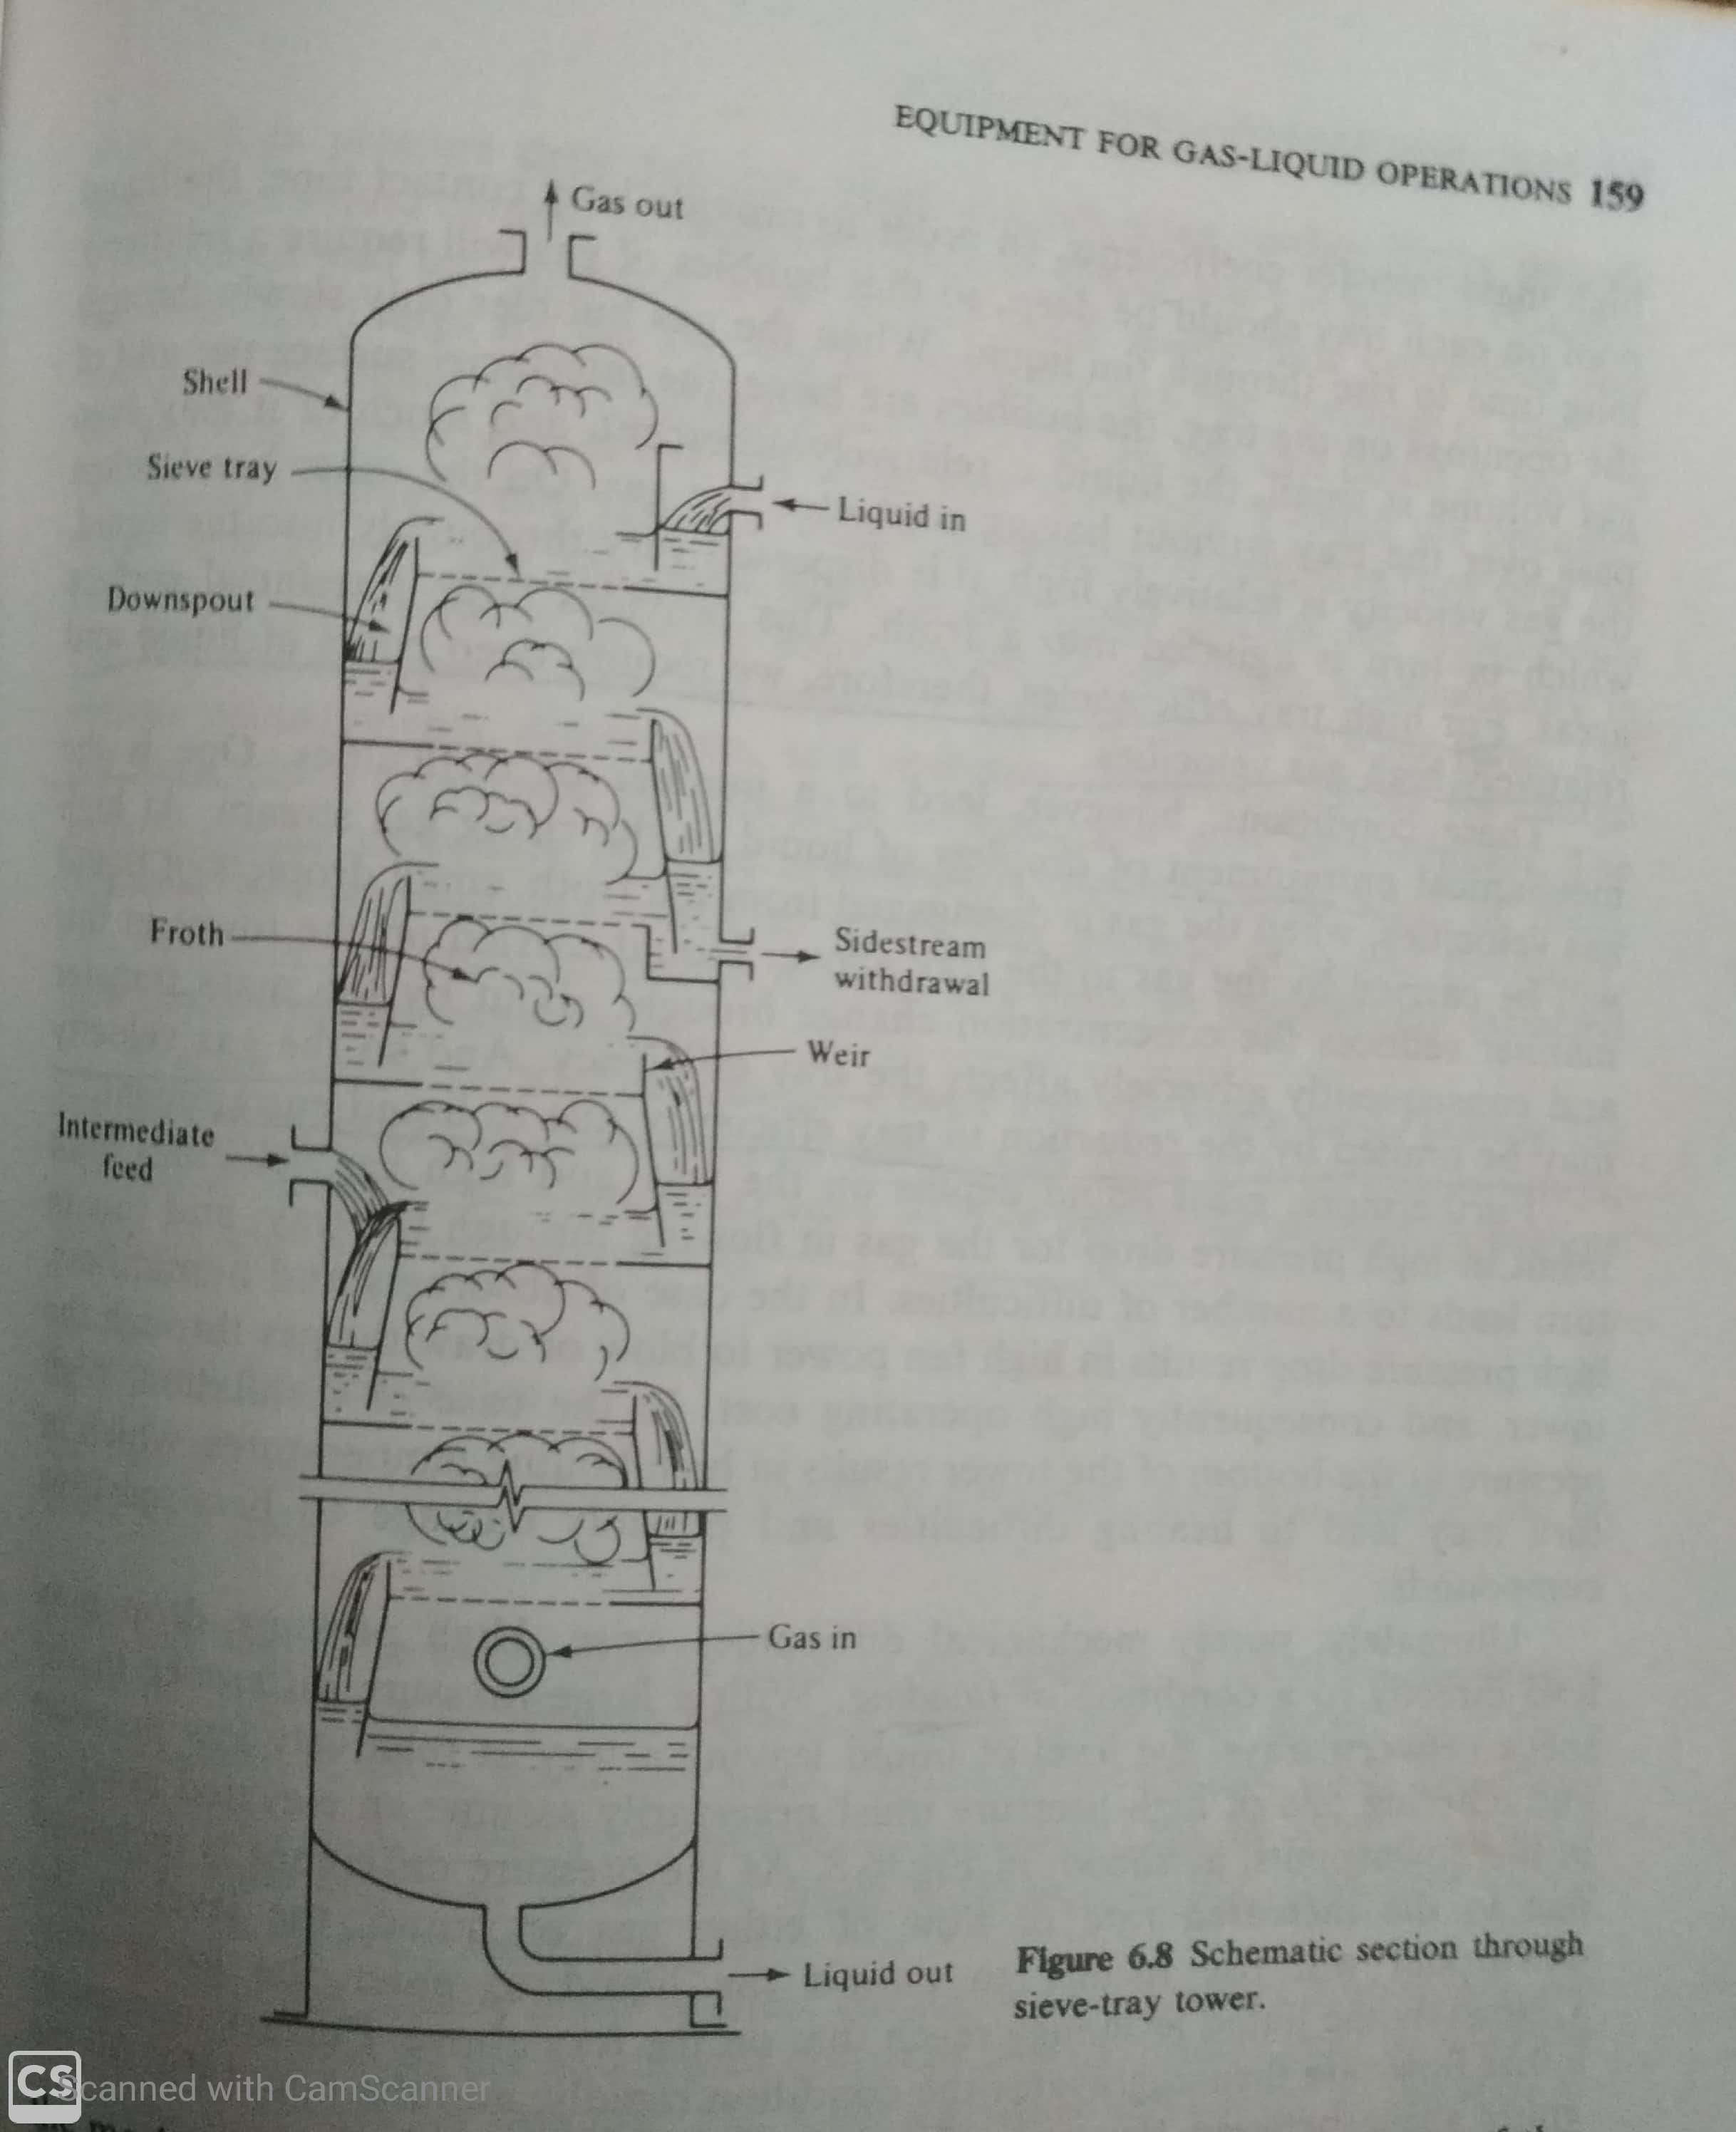 EQUIPMENT FOR GAS-LIQUID OPERATIONS 159
Gas out
Shell
Sieve tray
Liquid in
Downspout
Froth
Sidestream
withdrawal
Weir
Intermediate
feed
Gas in
Liquid out
Figure 6.8 Schematic section through
sieve-tray tower.
CS
Scanned with CamScanner